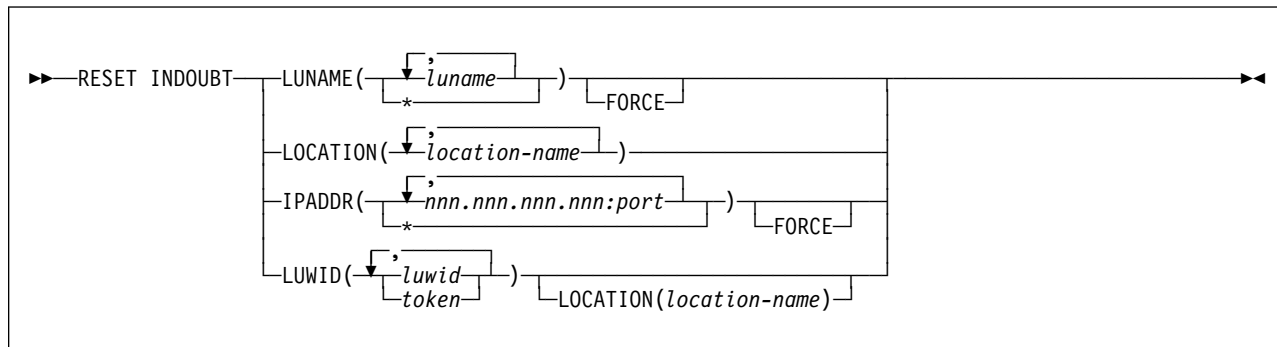 ,
RESET INDOUBT LUNAME( luname )
* FORCE
,
LOCATION( location-name )
,
IPADDR( nnn.nnn.nnn.nnn:port )
* FORCE
,
LUWID( luwid )
token LOCATION(location-name)